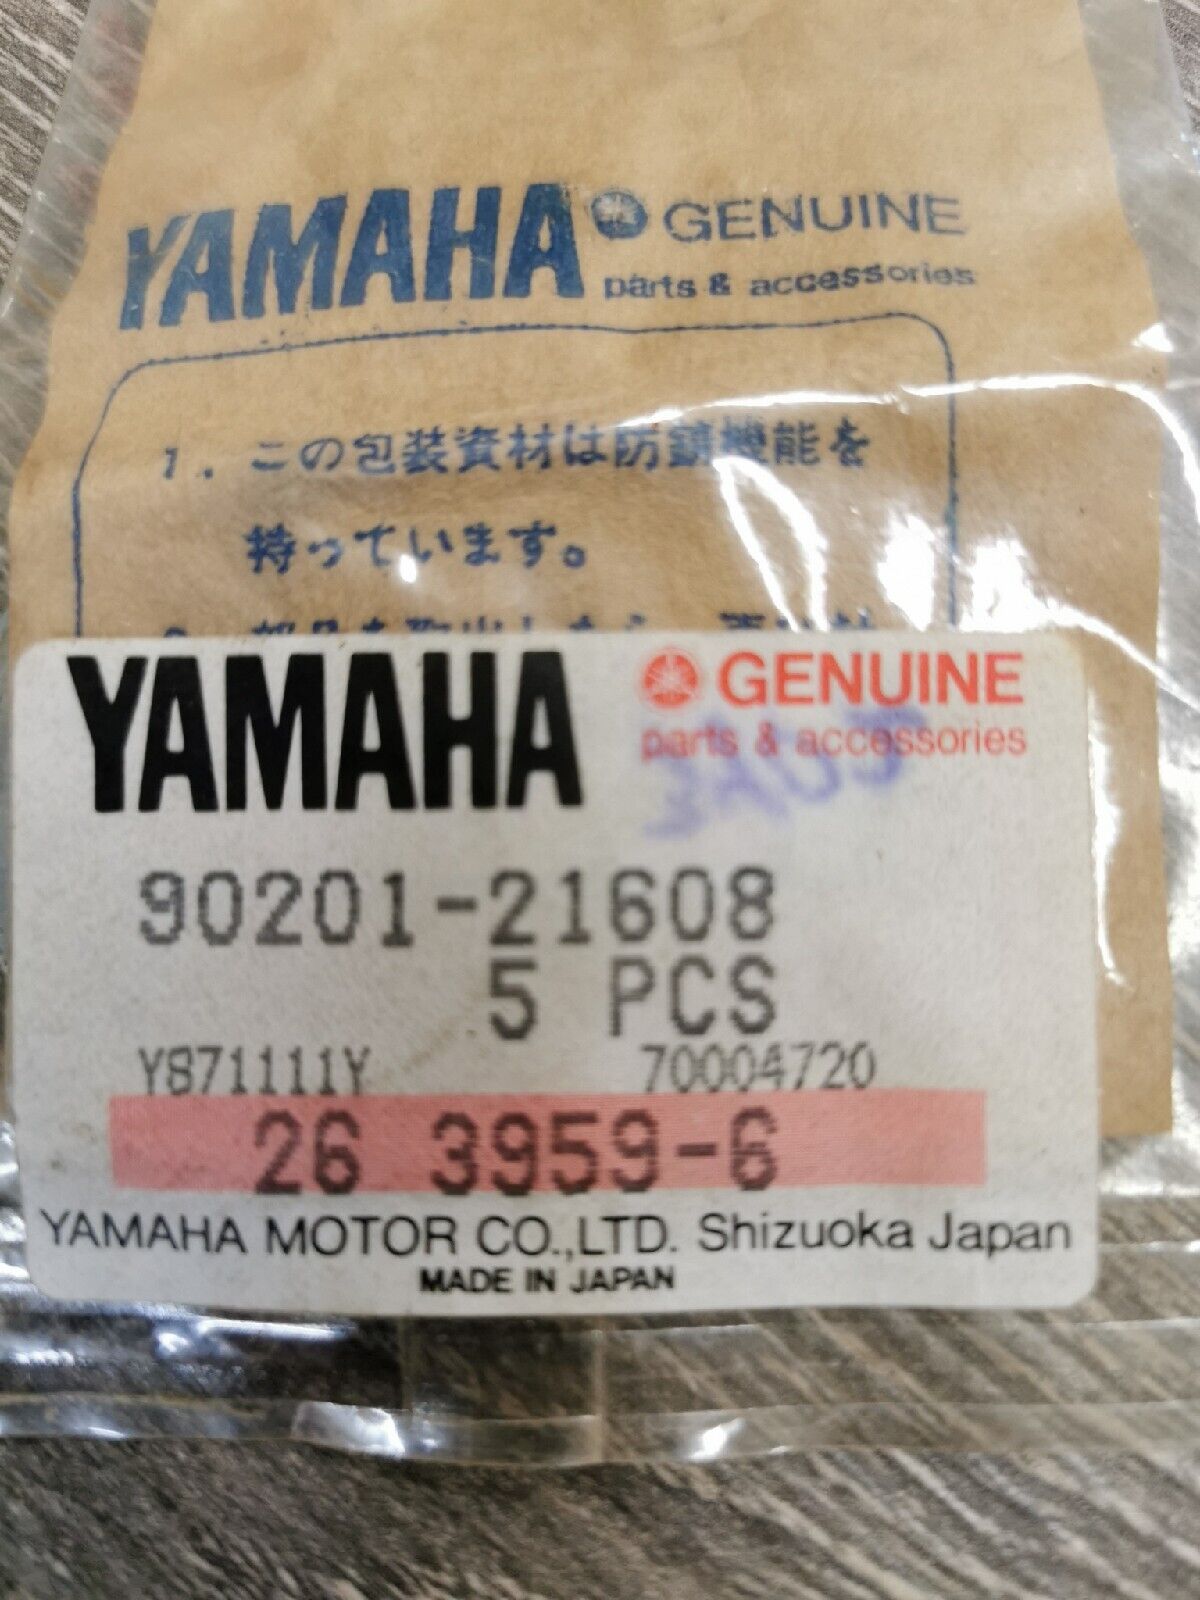 YAMAHA GENUINE
parts & accessories
1. この包装資材は防錆機能を
持っています。
YAMAHA GENUINE
parts & accessories
90201-21608
5 PCS
Y871111Y 70004720
26 3959-6
YAMAHA MOTOR CO.,LTD. Shizuoka Japan
MADE IN JAPAN